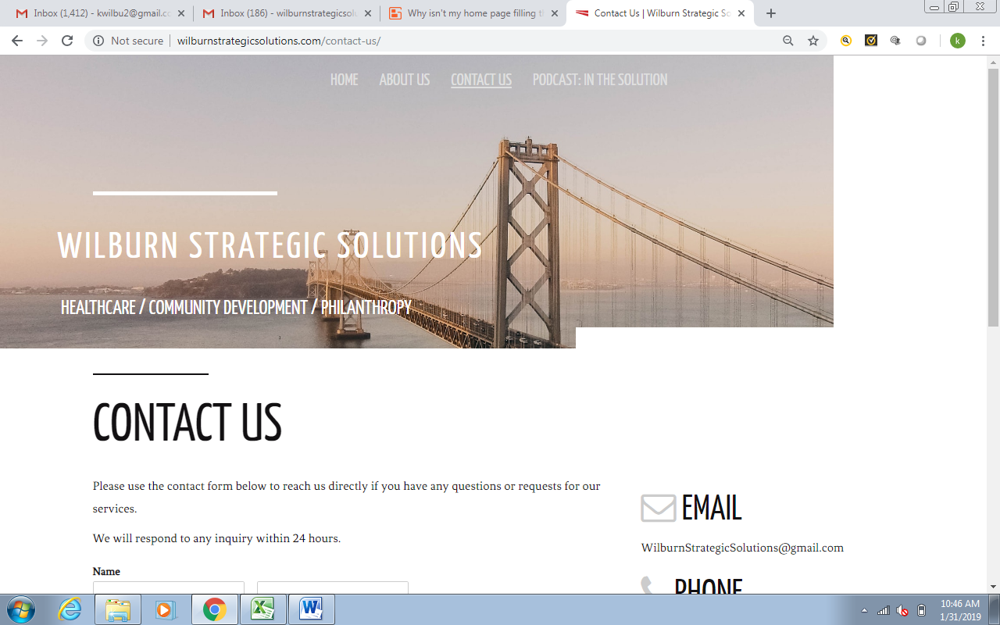 Inbox (1,412) - kwilbu2@gmail.c
Inbox (186) - wilburnstrategicsol
Why isn't my home page filling t
Contact Us | Wilburn Strategic So
Not secure | wilburnstrategicsolutions.com/contact-us/
k
HOME ABOUT US CONTACT US PODCAST: IN THE SOLUTION
WILBURN STRATEGIC SOLUTIONS
HEALTHCARE / COMMUNITY DEVELOPMENT / PHILANTHROPY
CONTACT US
Please use the contact form below to reach us directly if you have any questions or requests for our
services.
We will respond to any inquiry within 24 hours.
Name
EMAIL
WilburnStrategicSolutions@gmail.com
PHONE
10:46 AM
1/31/2019